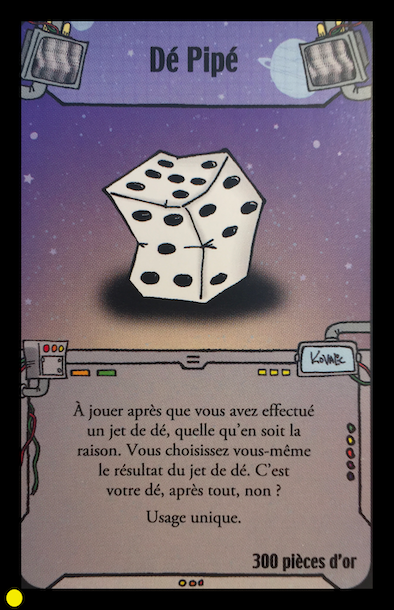 Dé Pipé
KOVALIC
À jouer après que vous avez effectué
un jet de dé, quelle qu'en soit la
raison. Vous choisissez vous-même
le résultat du jet de dé. C'est
votre dé, après tout, non ?
Usage unique.
300 pièces d'or